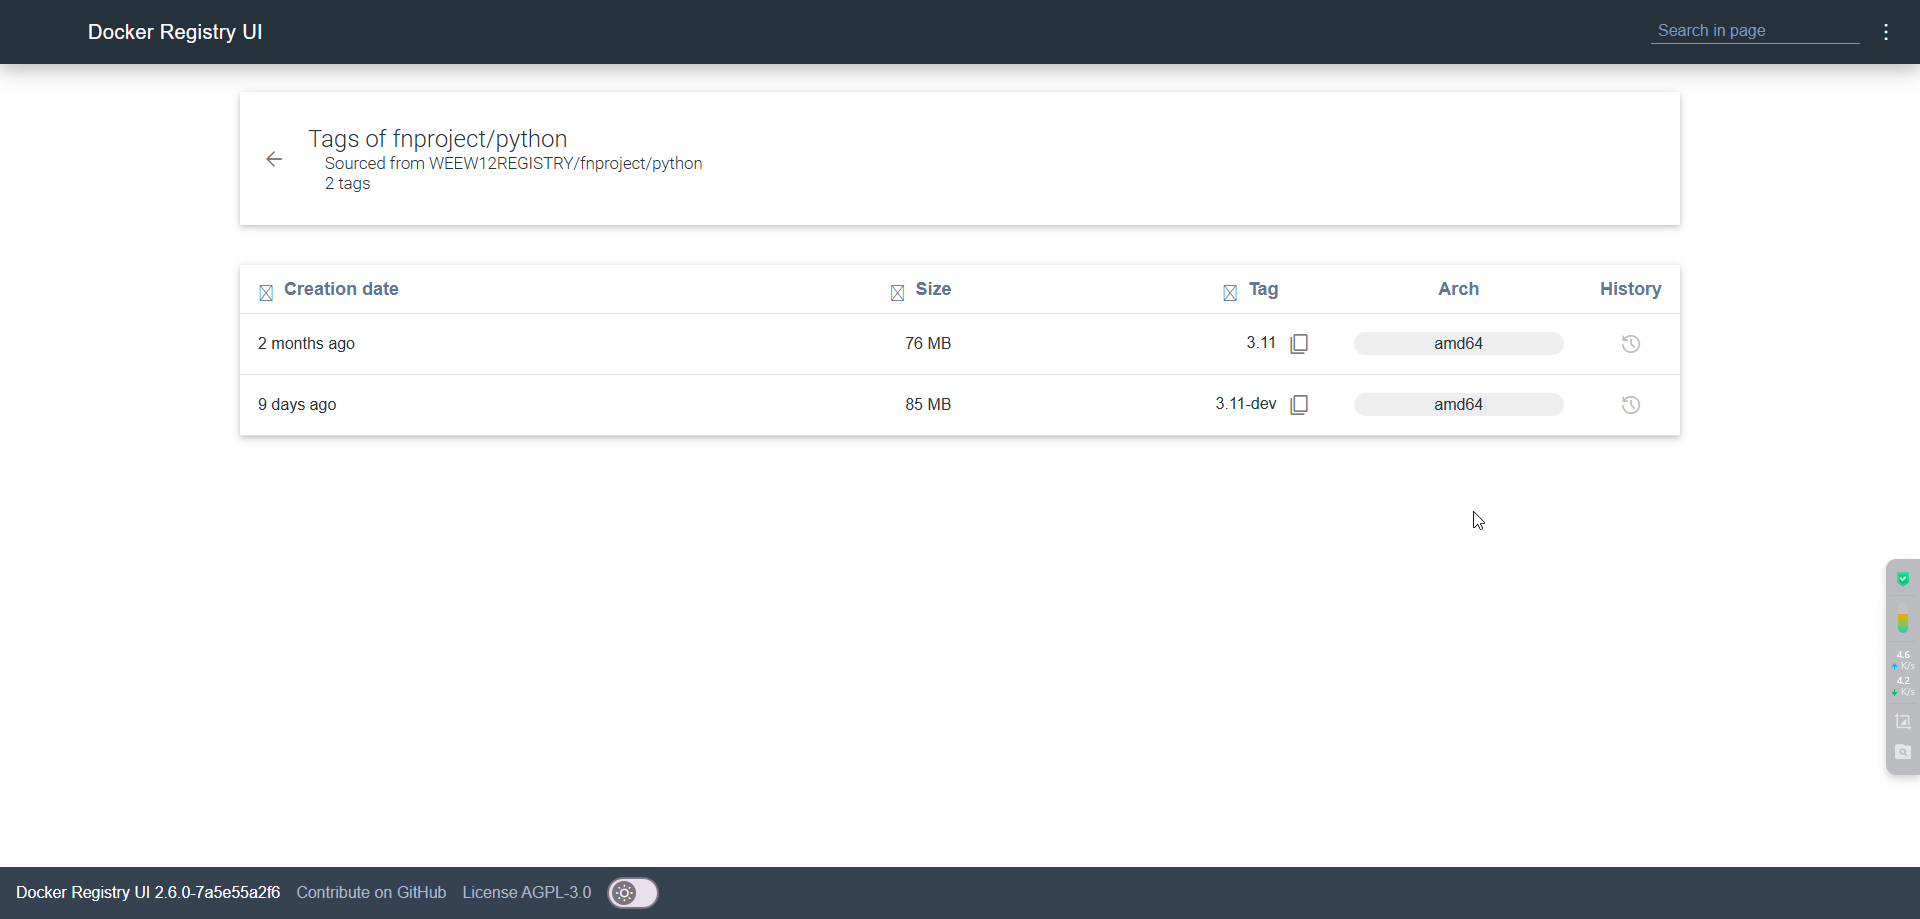 Docker Registry UI
Search in page
Tags of fnproject/python
Sourced from WEEW12REGISTRY/fnproject/python
2 tags
Creation date Size Tag Arch History
2 months ago 76 MB 3.11 amd64
9 days ago 85 MB 3.11-dev amd64
4.6
K/s
4.2
K/s
Docker Registry UI 2.6.0-7a5e55a2f6 Contribute on GitHub License AGPL-3.0